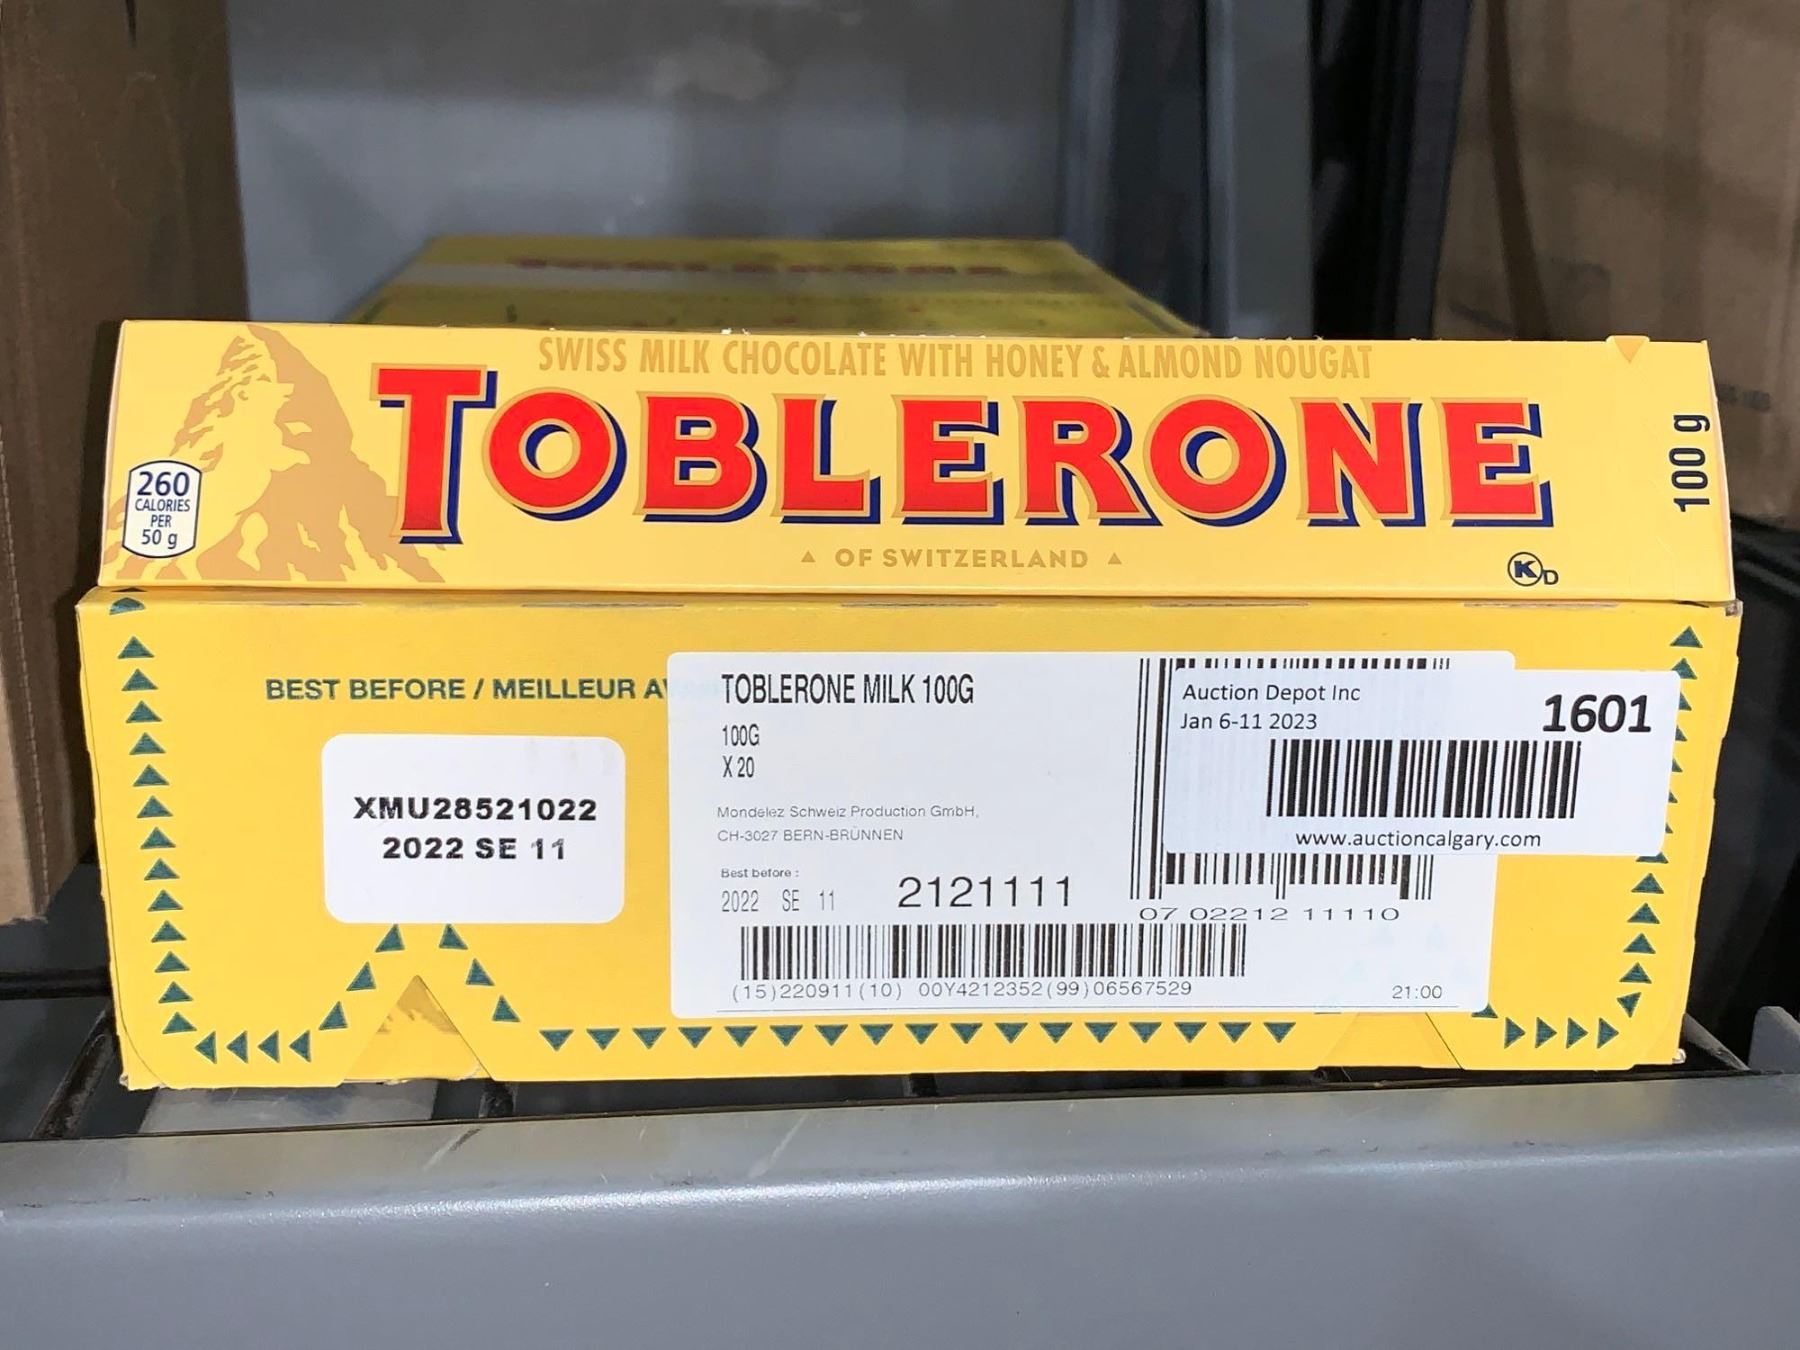 SWISS MILK CHOCOLATE WITH HONEY & ALMOND NOUGAT
TOBLERONE
OF SWITZERLAND
260
CALORIES
PER
50 g
100 g
K D
BEST BEFORE / MEILLEUR
XMU28521022
2022 SE 11
TOBLERONE MILK 100G
100G
X 20
Mondelez Schweiz Production GmbH,
CH-3027 BERN-BRÜNNEN
Best before :
2022 SE 11
2121111
07 02212 11110
(15)220911(10) 00Y4212352(99)06567529
21:00
Auction Depot Inc
Jan 6-11 2023
1601
www.auctioncalgary.com